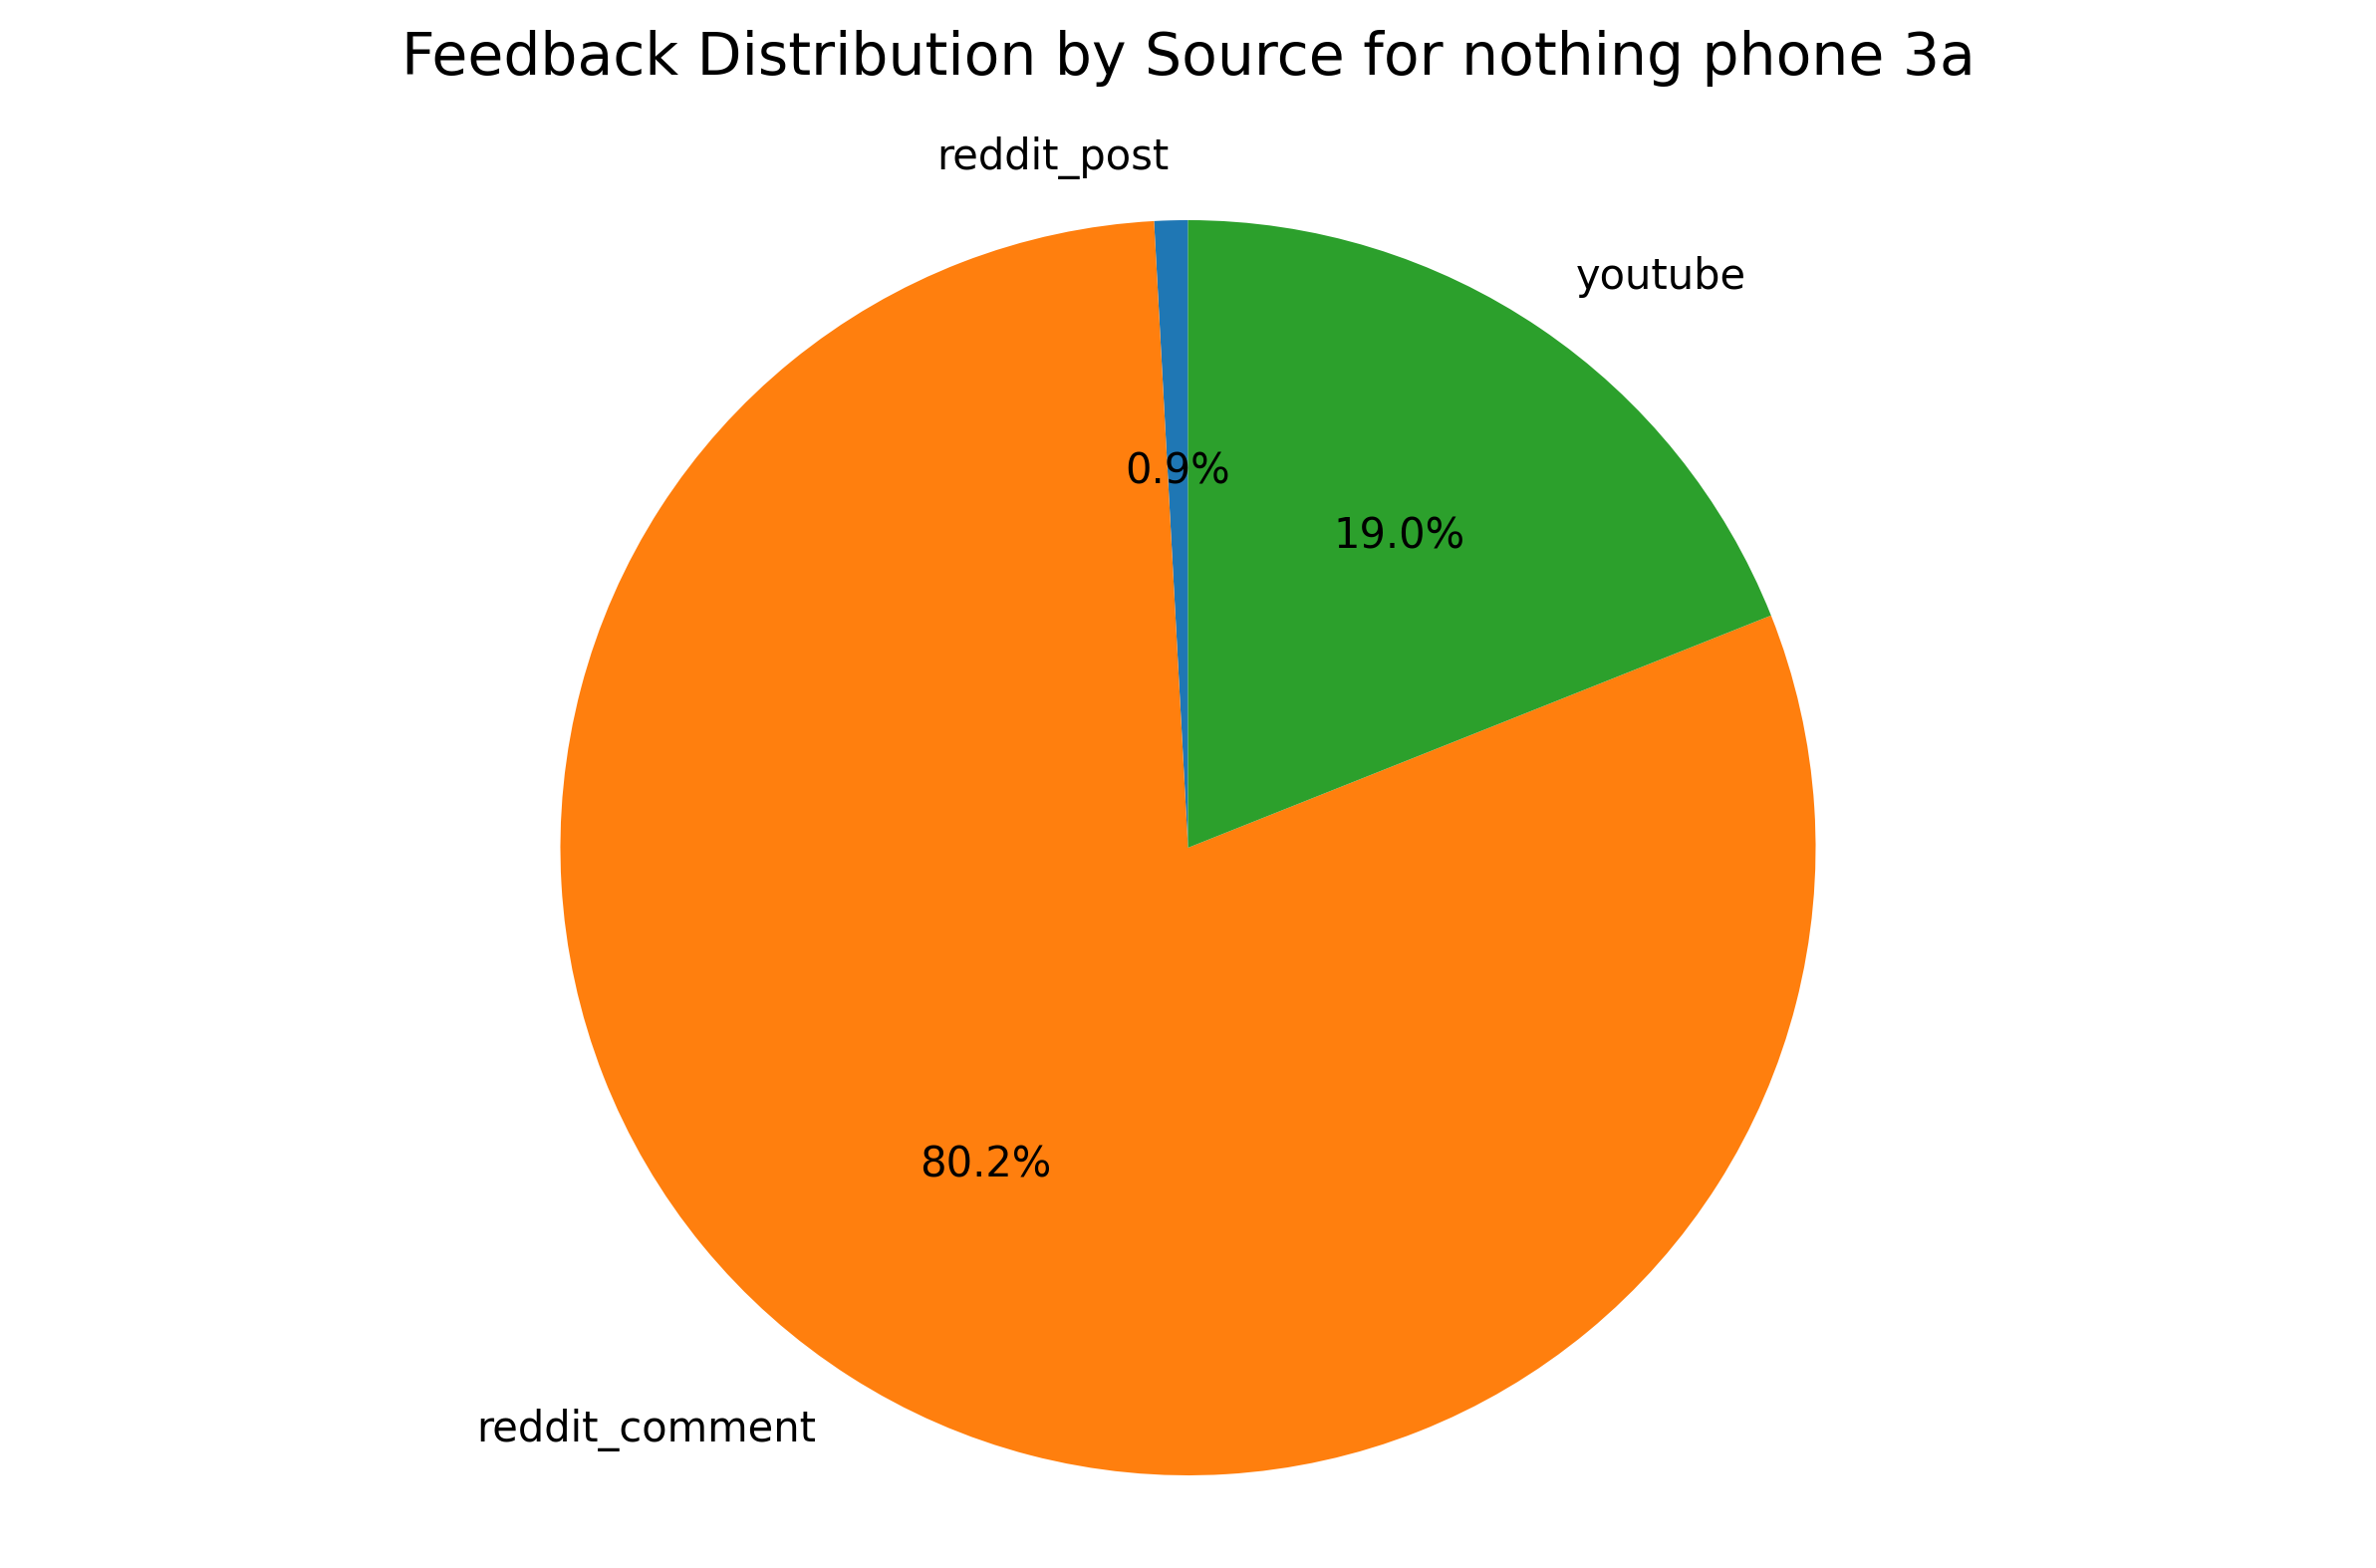 Feedback Distribution by Source for nothing phone 3a
reddit_post
youtube
0.9%
19.0%
80.2%
reddit_comment